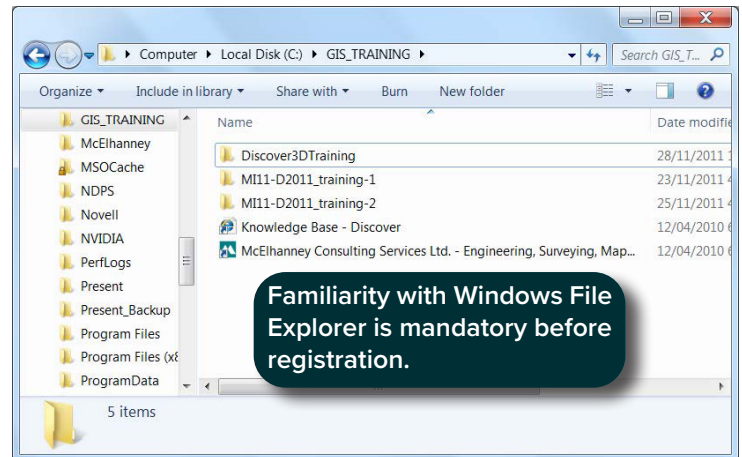 Computer ▸ Local Disk (C:) ▸ GIS_TRAINING ▸
Search GIS_T...
Organize Include in library Share with Burn New folder
GIS_TRAINING
McElhanney
MSOCache
NDPS
Novell
NVIDIA
PerfLogs
Present
Present_Backup
Program Files
Program Files (x8
ProgramData
Name Date modifie
Discover3DTraining 28/11/2011 1
MI11-D2011_training-1 23/11/2011 4
MI11-D2011_training-2 25/11/2011 4
Knowledge Base - Discover 12/04/2010 6
McElhanney Consulting Services Ltd. - Engineering, Surveying, Map... 12/04/2010 6
Familiarity with Windows File
Explorer is mandatory before
registration.
5 items